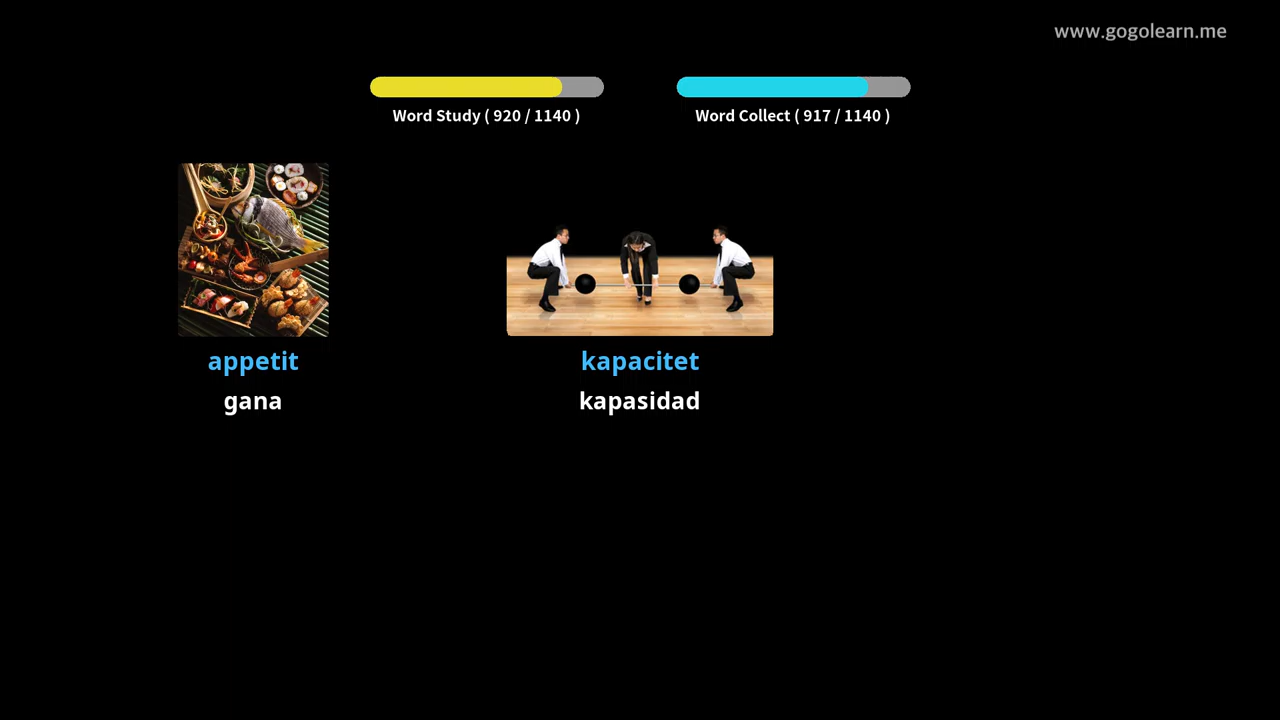 www.gogolearn.me
Word Study ( 920 / 1140 )
Word Collect ( 917 / 1140 )
appetit
gana
kapacitet
kapasidad